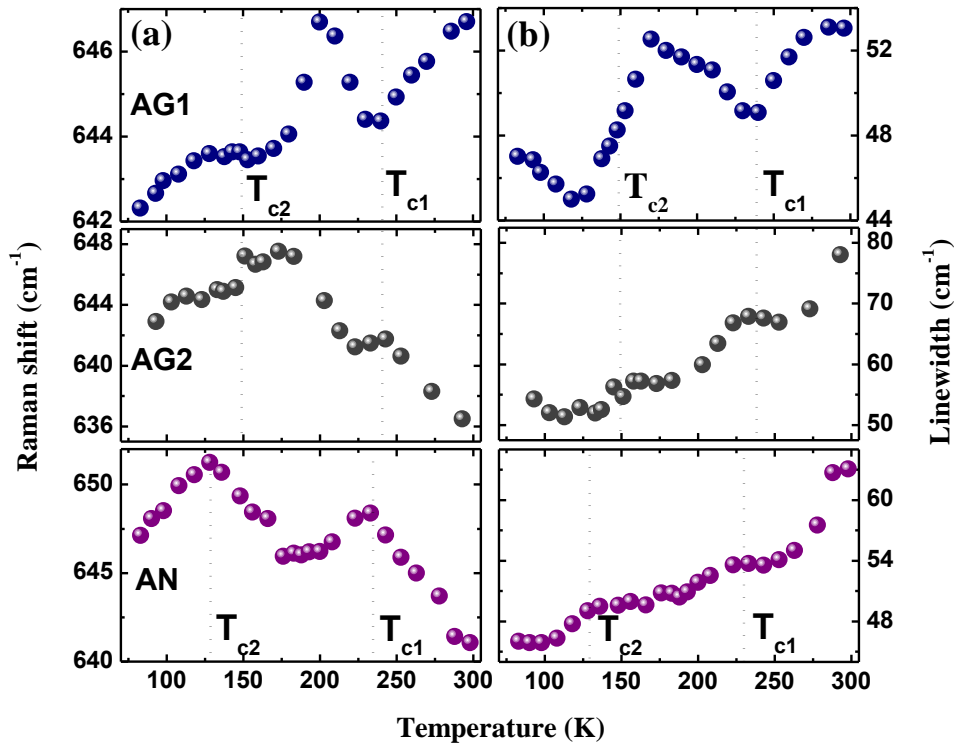 (a)
(b)
646
644
642
AG1
T_c2
T_c1
T_c2
T_c1
52
48
44
648
644
640
636
AG2
80
70
60
50
650
645
640
AN
T_c2
T_c1
T_c2
T_c1
60
54
48
Raman shift (cm⁻¹)
Linewidth (cm⁻¹)
100 150 200 250 300
100 150 200 250 300
Temperature (K)